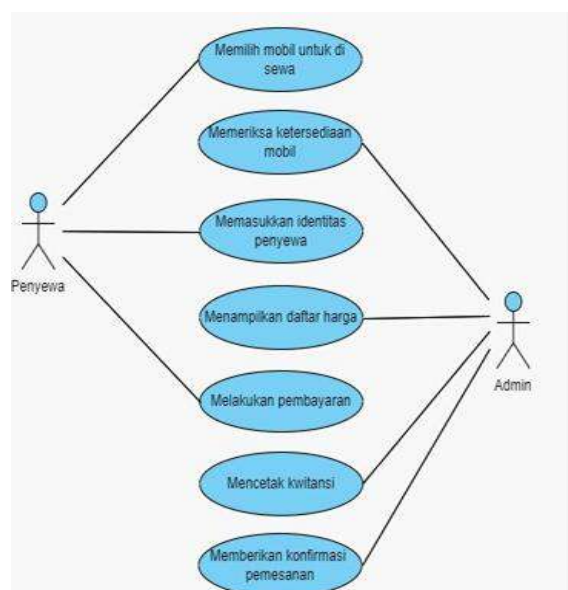 Memilih mobil untuk di
sewa
Memeriksa ketersediaan
mobil
Memasukkan identitas
penyewa
Penyewa
Menampilkan daftar harga
Admin
Melakukan pembayaran
Mencetak kwitansi
Memberikan konfirmasi
pemesanan